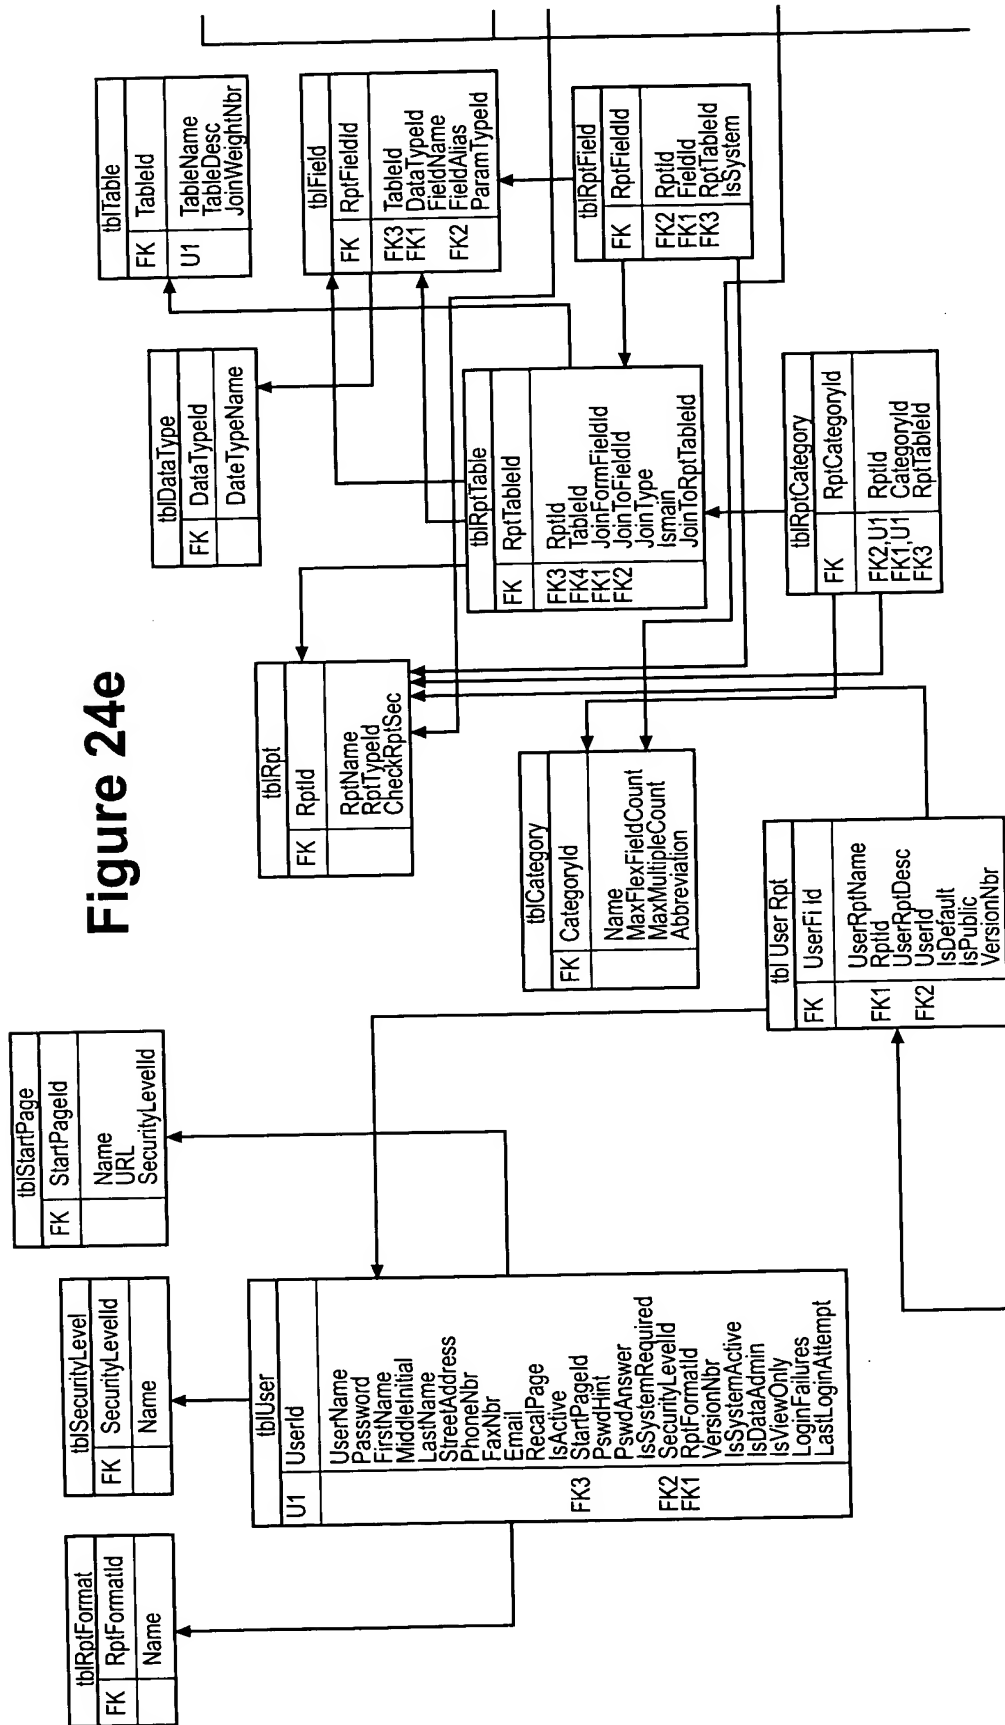 Figure 24e
tblRptFormat
FK RptFormatId
Name
tblSecurityLevel
FK SecurityLevelId
Name
tblStartPage
FK StartPageId
Name
URL
SecurityLevelId
tblUser
U1 UserId
UserName
Password
FirstName
MiddleInitial
LastName
StreetAddress
PhoneNbr
FaxNbr
Email
RecalPage
IsActive
FK3 StartPageId
PswdHint
PswdAnswer
IsSystemRequired
FK2 SecurityLevelId
FK1 RptFormatId
VersionNbr
IsSystemActive
IsDataAdmin
IsViewOnly
LoginFailures
LastLoginAttempt
tblRpt
FK RptId
RptName
RptTypeId
CheckRptSec
tblCategory
FK CategoryId
Name
MaxFlexFieldCount
MaxMultipleCount
Abbreviation
tbl User Rpt
FK UserFi Id
UserRptName
FK1 RptId
UserRptDesc
FK2 UserId
IsDefault
IsPublic
VersionNbr
tblDataType
FK DataTypeId
DateTypeName
tblRptTable
FK RptTableId
FK3 RptId
FK4 TableId
FK1 JoinFormFieldId
FK2 JoinToFieldId
JoinType
Ismain
JoinToRptTableId
tblRptCategory
FK RptCategoryId
FK2,U1 RptId
FK1,U1 CategoryId
FK3 RptTableId
tblTable
FK TableId
U1 TableName
TableDesc
JoinWeightNbr
tblField
FK RptFieldId
FK3 TableId
FK1 DataTypeId
FieldName
FieldAlias
FK2 ParamTypeId
tblRptField
FK RptFieldId
FK2 RptId
FK1 FieldId
FK3 RptTableId
IsSystem